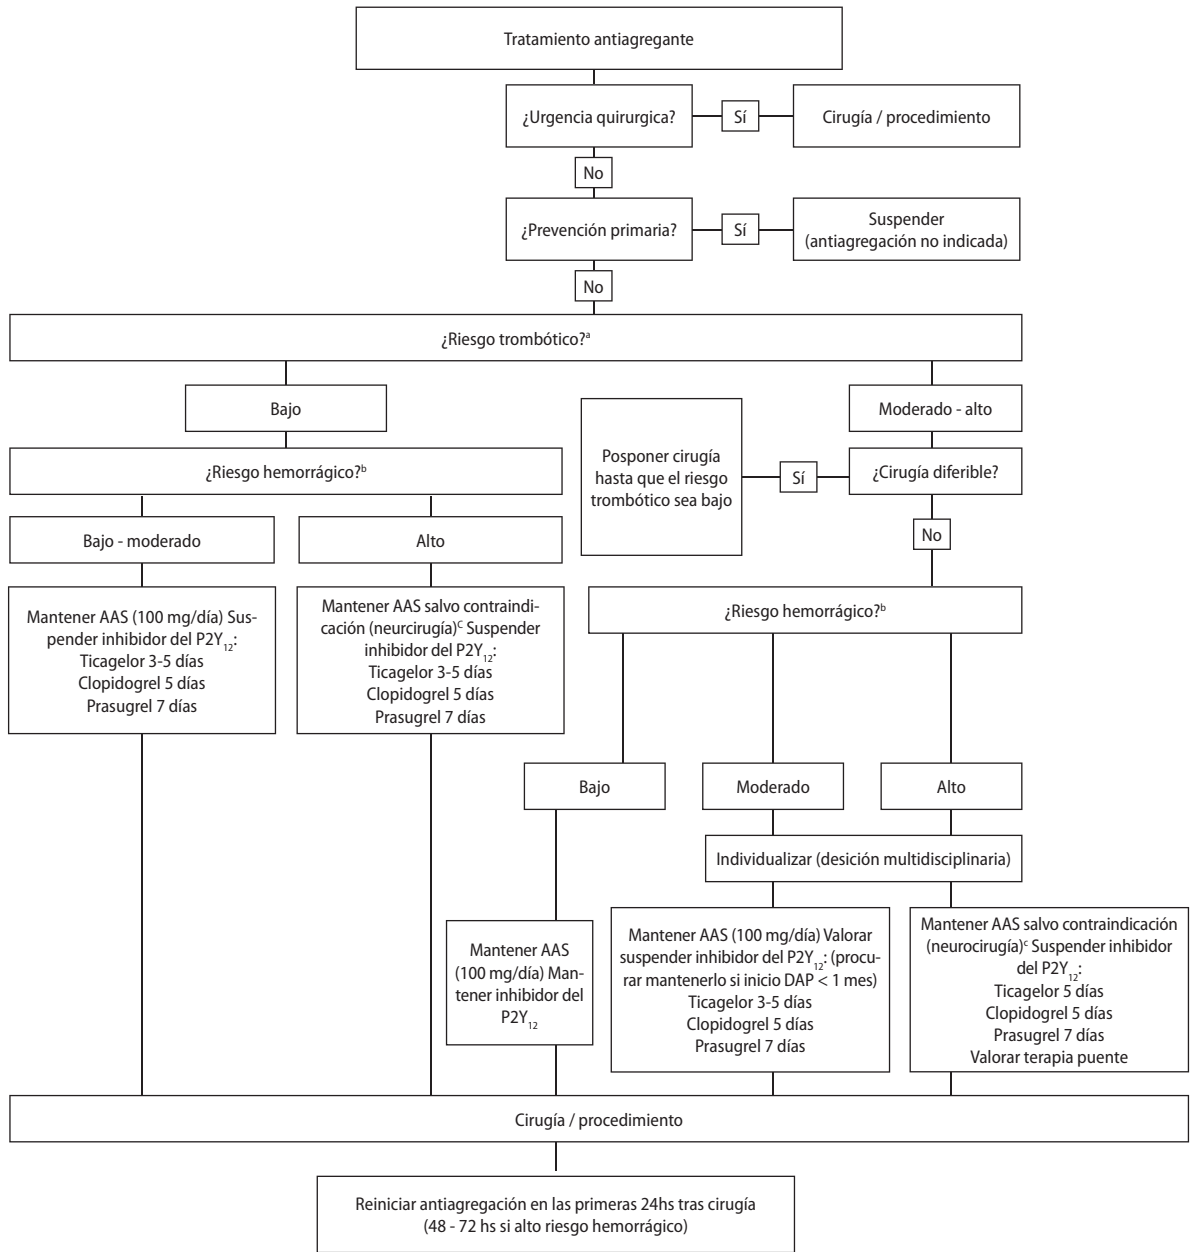 Tratamiento antiagregante
¿Urgencia quirurgica?
Sí
Cirugía / procedimiento
No
¿Prevención primaria?
Sí
Suspender
(antiagregación no indicada)
No
¿Riesgo trombótico?ᵃ
Bajo
Moderado - alto
Posponer cirugía
hasta que el riesgo
trombótico sea bajo
Sí
¿Cirugía diferible?
No
¿Riesgo hemorrágico?ᵇ
Bajo - moderado
Alto
Mantener AAS (100 mg/día) Sus-
pender inhibidor del P2Y₁₂:
Ticagelor 3-5 días
Clopidogrel 5 días
Prasugrel 7 días
Mantener AAS salvo contraindi-
cación (neurcirugía)ᶜ Suspender
inhibidor del P2Y₁₂:
Ticagelor 3-5 días
Clopidogrel 5 días
Prasugrel 7 días
¿Riesgo hemorrágico?ᵇ
Bajo
Moderado
Alto
Individualizar (desición multidisciplinaria)
Mantener AAS
(100 mg/día) Man-
tener inhibidor del
P2Y₁₂
Mantener AAS (100 mg/día) Valorar
suspender inhibidor del P2Y₁₂: (procu-
rar mantenerlo si inicio DAP < 1 mes)
Ticagelor 3-5 días
Clopidogrel 5 días
Prasugrel 7 días
Mantener AAS salvo contraindicación
(neurocirugía)ᶜ Suspender inhibidor
del P2Y₁₂:
Ticagelor 5 días
Clopidogrel 5 días
Prasugrel 7 días
Valorar terapia puente
Cirugía / procedimiento
Reiniciar antiagregación en las primeras 24hs tras cirugía
(48 - 72 hs si alto riesgo hemorrágico)